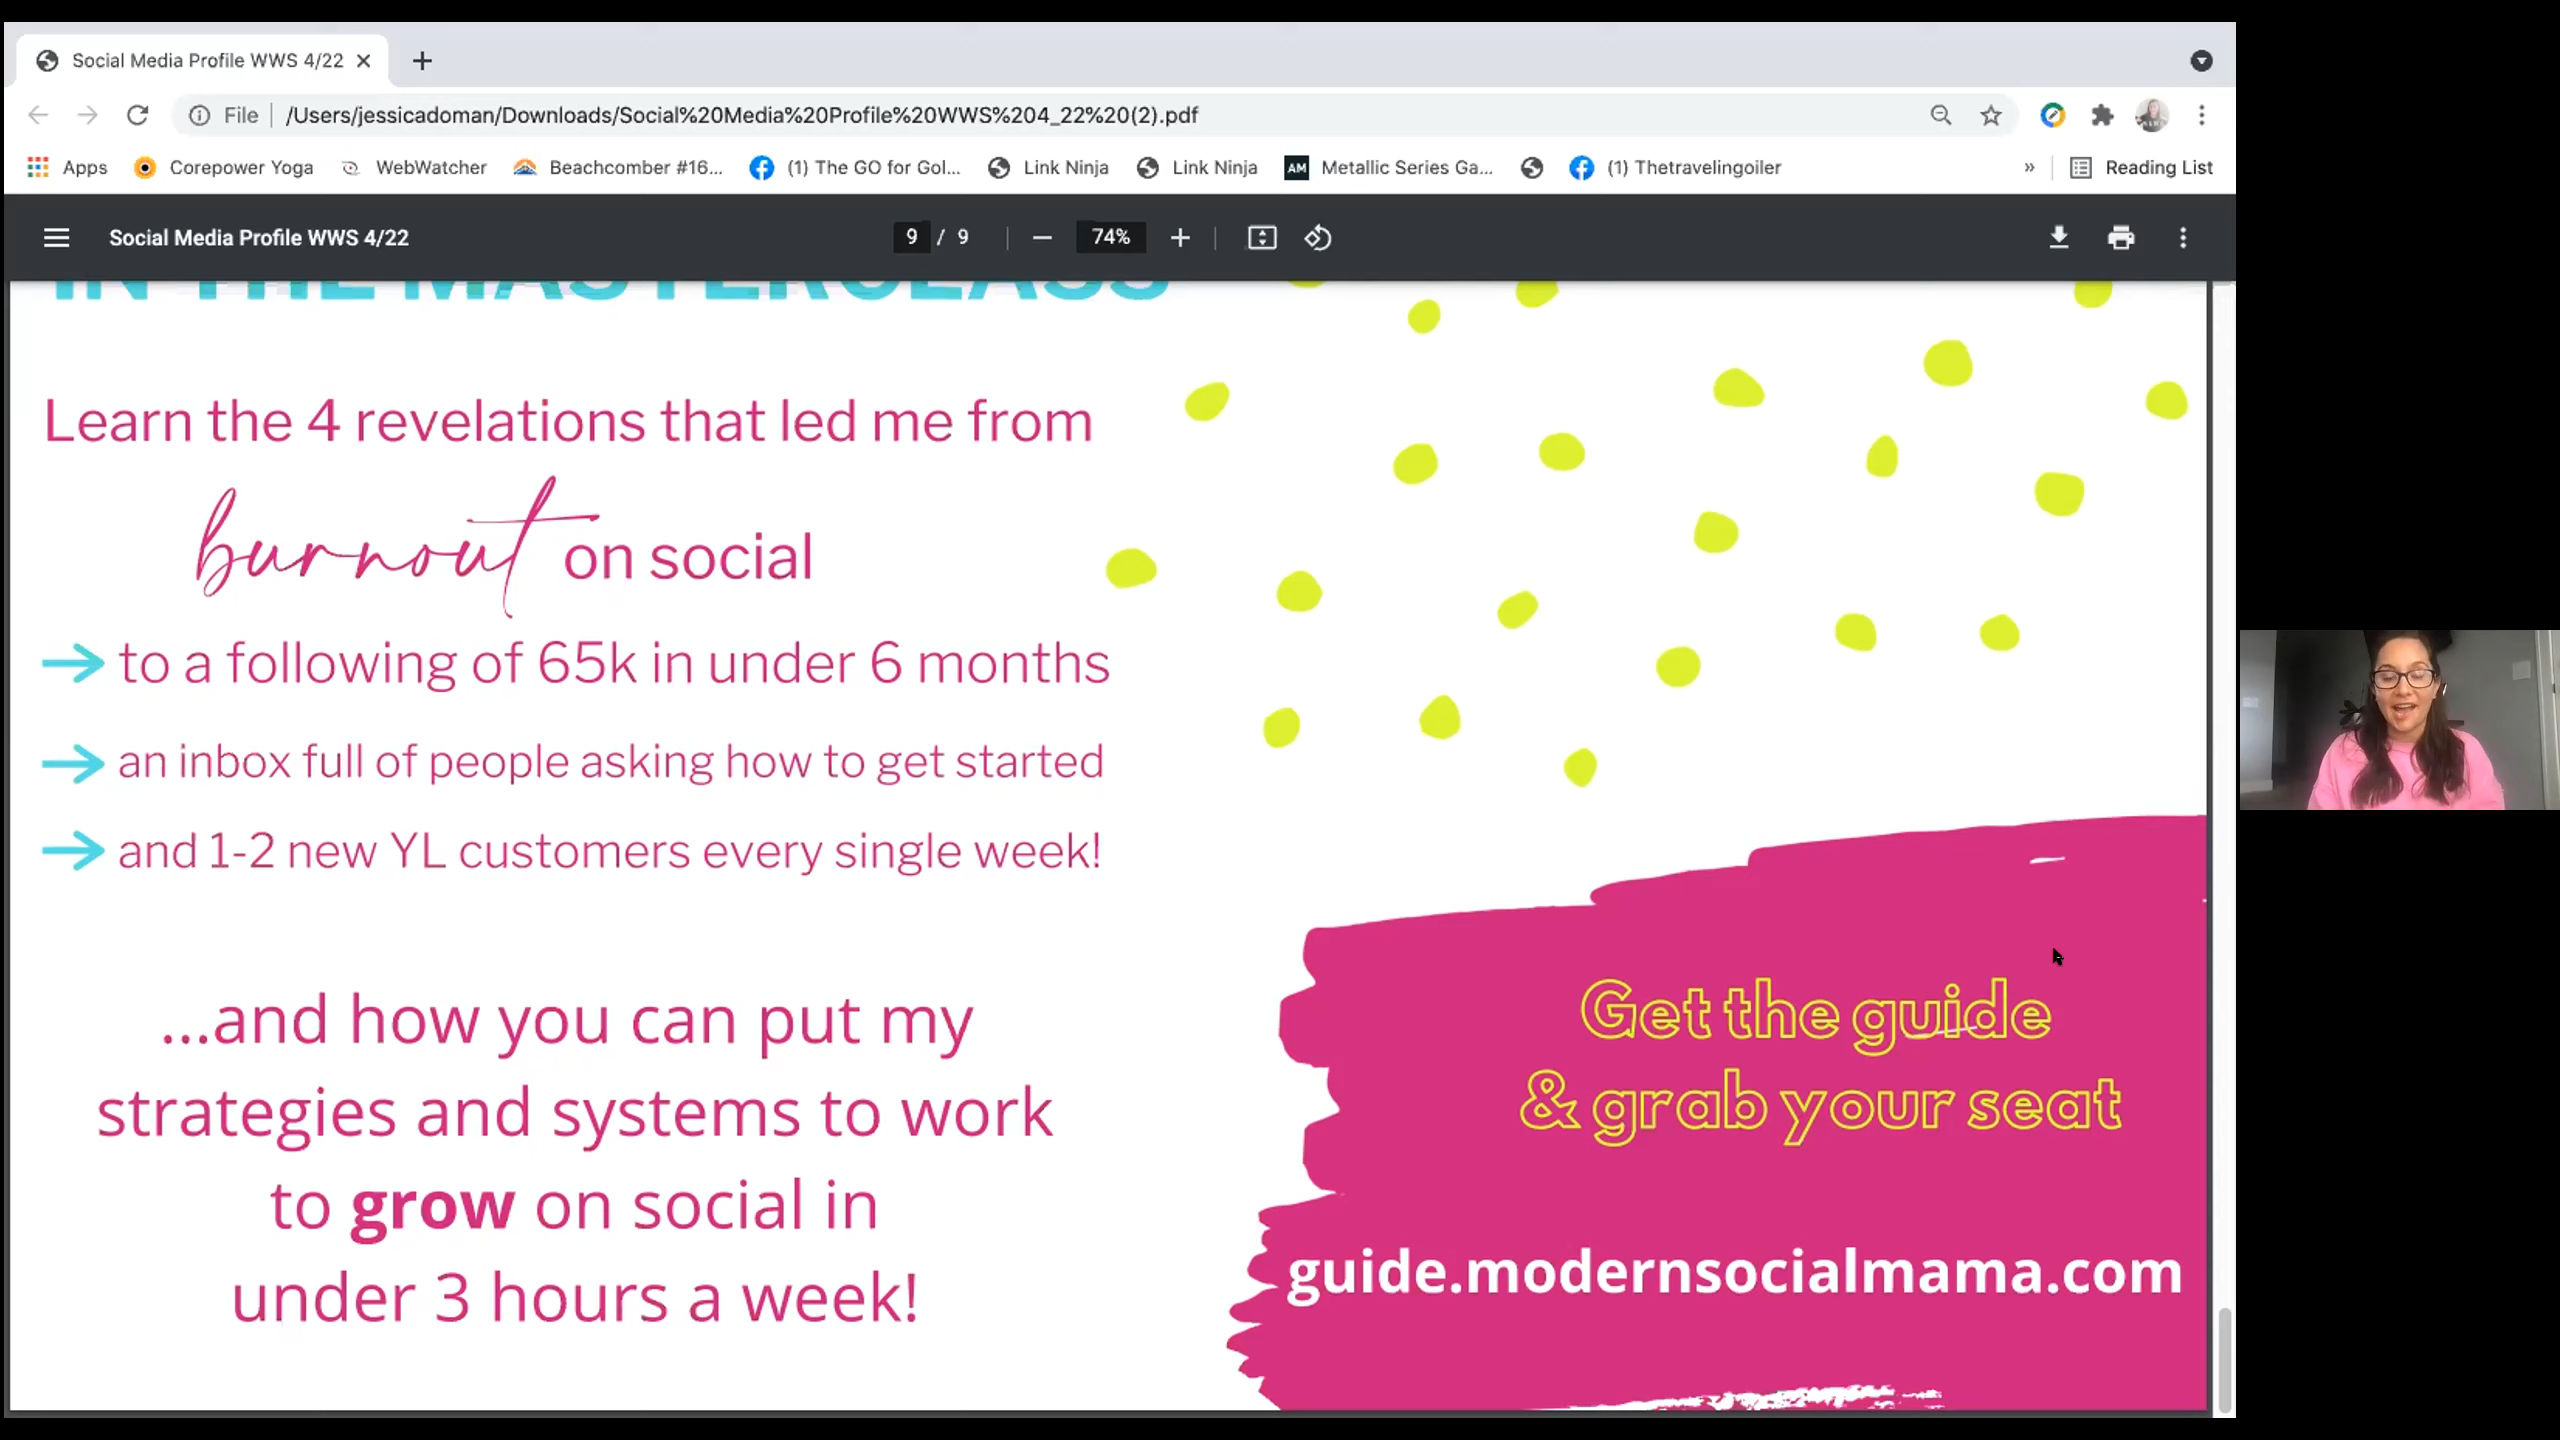 Social Media Profile WWS 4/22
File
/Users/jessicadoman/Downloads/Social%20Media%20Profile%20WWS%204_22%20(2).pdf
Apps Corepower Yoga WebWatcher Beachcomber #16... (1) The GO for Gol... Link Ninja Link Ninja AM Metallic Series Ga... (1) Thetravelingoiler » Reading List
Social Media Profile WWS 4/22 9 / 9 74%
IN THE MASTERCLASS
Learn the 4 revelations that led me from
burnout on social
to a following of 65k in under 6 months
an inbox full of people asking how to get started
and 1-2 new YL customers every single week!
...and how you can put my
strategies and systems to work
to grow on social in
under 3 hours a week!
Get the guide
& grab your seat
guide.modernsocialmama.com